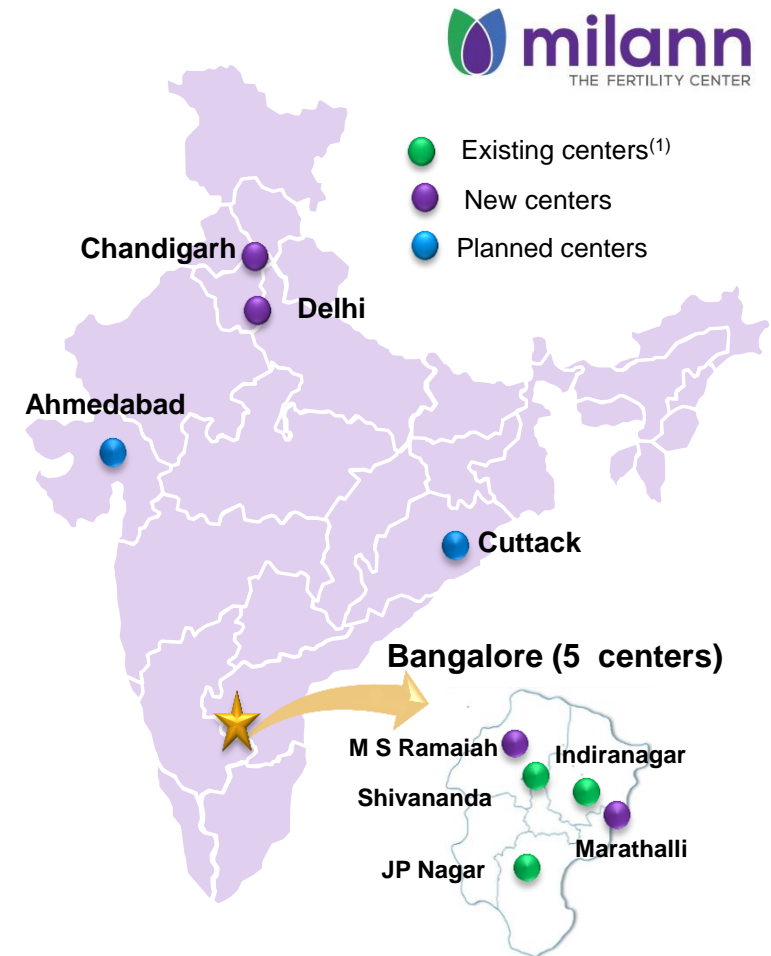 milann
THE FERTILITY CENTER
Existing centers(1)
New centers
Planned centers
Chandigarh
Delhi
Ahmedabad
Cuttack
Bangalore (5 centers)
M S Ramaiah
Indiranagar
Shivananda
Marathalli
JP Nagar